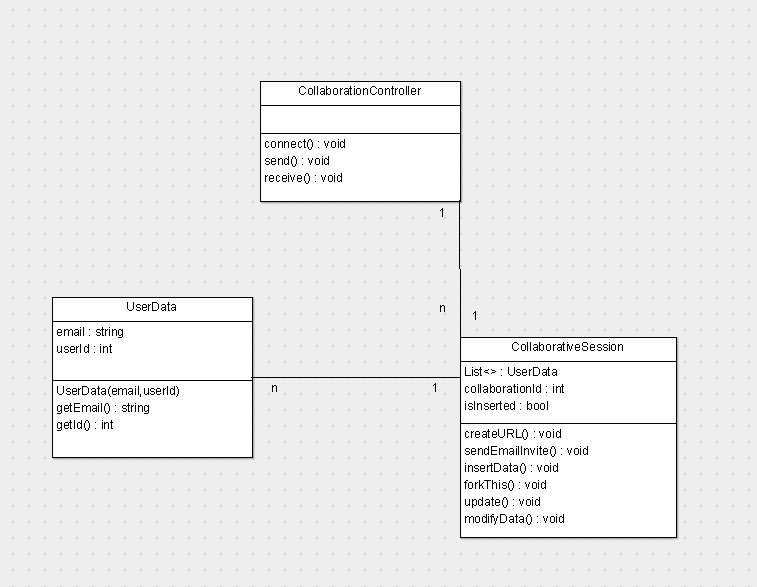 CollaborationController
connect() : void
send() : void
receive() : void
1
n
1
UserData
email : string
userId : int
UserData(email,userId)
getEmail() : string
getId() : int
n
1
CollaborativeSession
List<> : UserData
collaborationId : int
isInserted : bool
createURL() : void
sendEmailInvite() : void
insertData() : void
forkThis() : void
update() : void
modifyData() : void